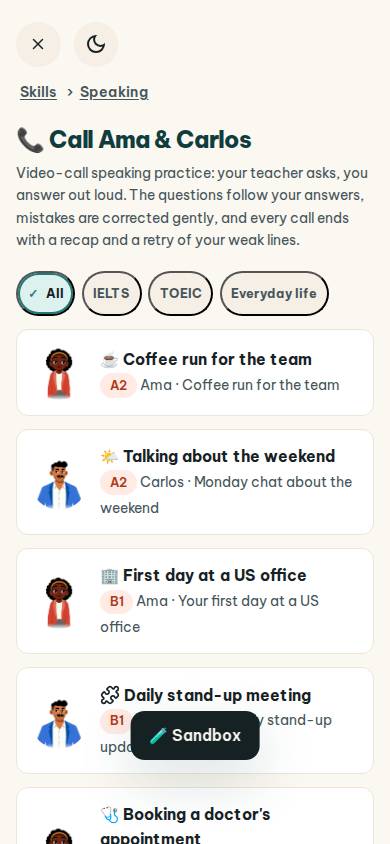 Skills > Speaking
📞 Call Ama & Carlos
Video-call speaking practice: your teacher asks, you
answer out loud. The questions follow your answers,
mistakes are corrected gently, and every call ends
with a recap and a retry of your weak lines.
✓ All IELTS TOEIC Everyday life
☕ Coffee run for the team
A2 Ama · Coffee run for the team
🌤️ Talking about the weekend
A2 Carlos · Monday chat about the
weekend
🏢 First day at a US office
B1 Ama · Your first day at a US
office
Daily stand-up meeting
B1 stand-up
🧪 Sandbox
🩺 Booking a doctor's
appointment